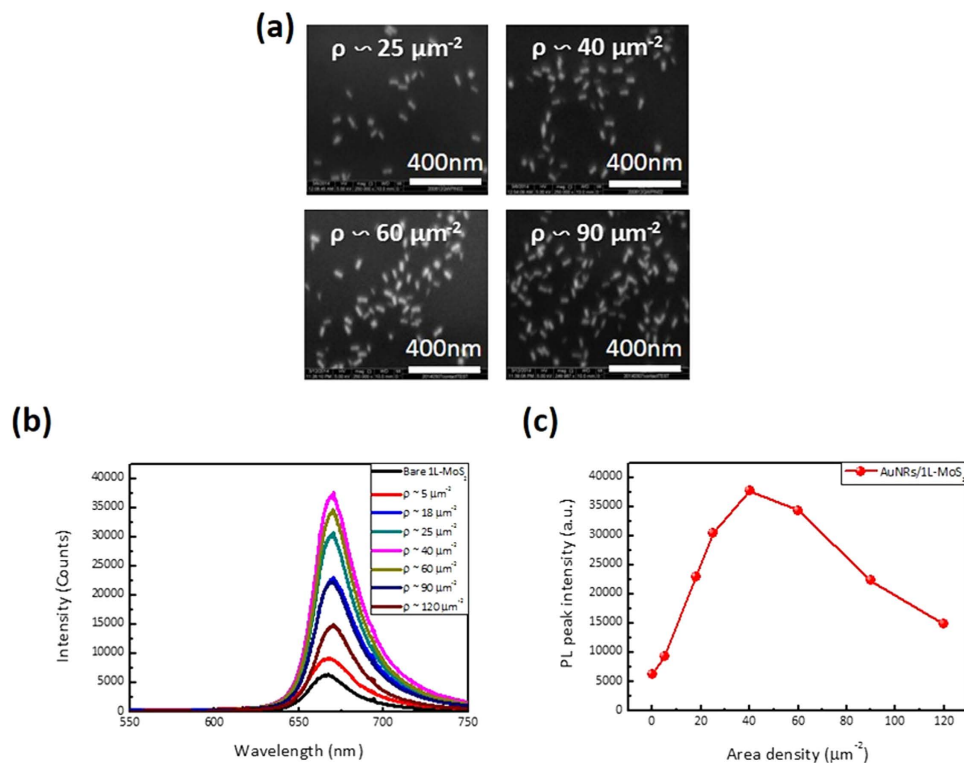 (a)
ρ ∽ 25 μm⁻²
400nm
ρ ∽ 40 μm⁻²
400nm
ρ ∽ 60 μm⁻²
400nm
ρ ∽ 90 μm⁻²
400nm
(b)
Intensity (Counts)
40000
35000
30000
25000
20000
15000
10000
5000
0
550
600
650
700
750
Wavelength (nm)
Bare 1L-MoS₂
ρ ~ 5 μm⁻²
ρ ~ 18 μm⁻²
ρ ~ 25 μm⁻²
ρ ~ 40 μm⁻²
ρ ~ 60 μm⁻²
ρ ~ 90 μm⁻²
ρ ~ 120 μm⁻²
(c)
PL peak intensity (a.u.)
40000
35000
30000
25000
20000
15000
10000
5000
0
0
20
40
60
80
100
120
Area density (μm⁻²)
AuNRs/1L-MoS₂